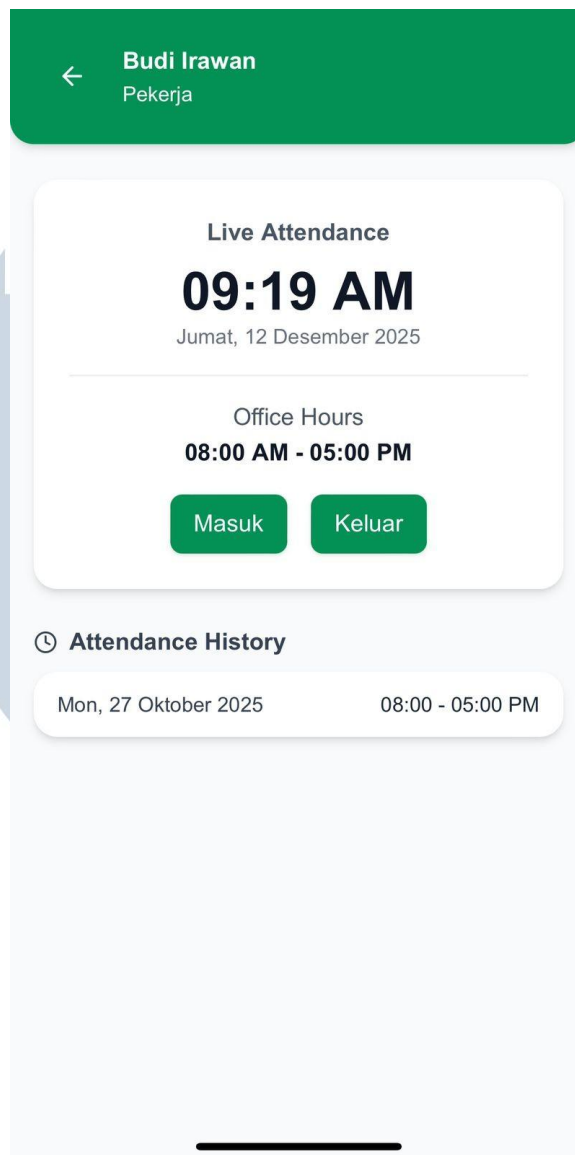 Budi Irawan
Pekerja
Live Attendance
09:19 AM
Jumat, 12 Desember 2025
Office Hours
08:00 AM - 05:00 PM
Masuk Keluar
Attendance History
Mon, 27 Oktober 2025 08:00 - 05:00 PM